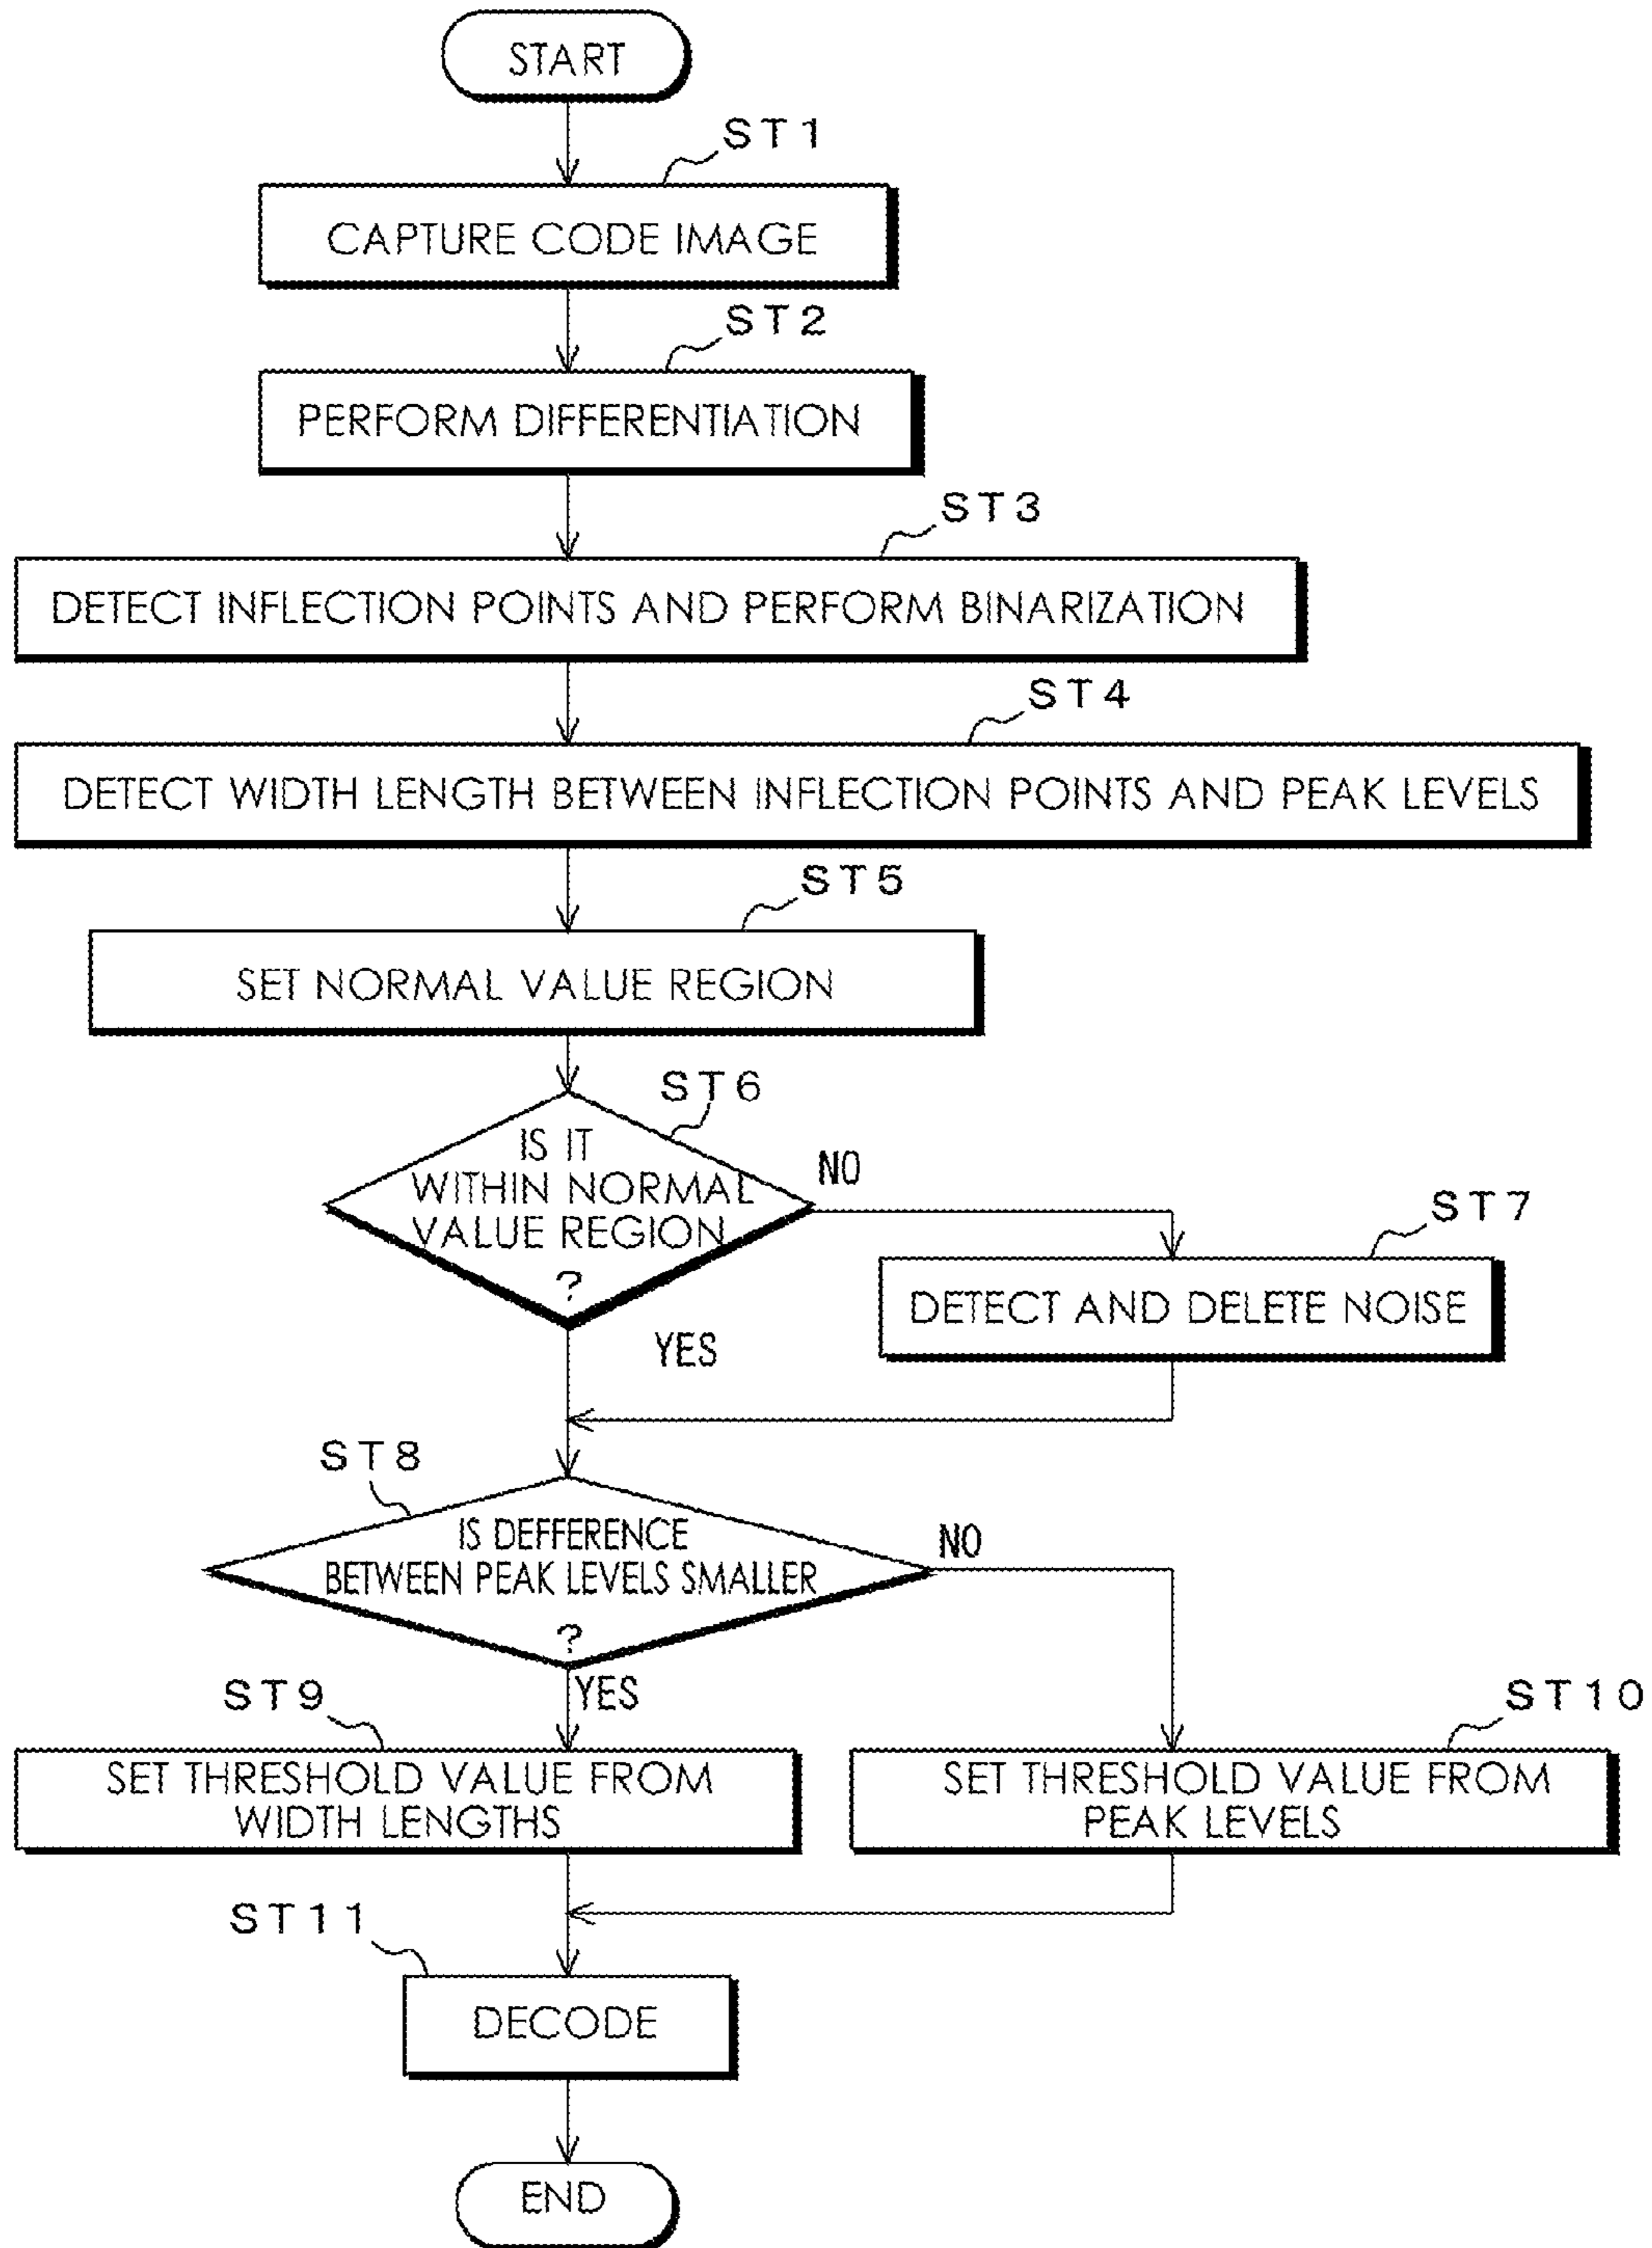 START
ST1
CAPTURE CODE IMAGE
ST2
PERFORM DIFFERENTIATION
ST3
DETECT INFLECTION POINTS AND PERFORM BINARIZATION
ST4
DETECT WIDTH LENGTH BETWEEN INFLECTION POINTS AND PEAK LEVELS
ST5
SET NORMAL VALUE REGION
ST6
IS IT
WITHIN NORMAL
VALUE REGION
?
NO
YES
ST7
DETECT AND DELETE NOISE
ST8
IS DEFFERENCE
BETWEEN PEAK LEVELS SMALLER
?
NO
YES
ST9
SET THRESHOLD VALUE FROM
WIDTH LENGTHS
ST10
SET THRESHOLD VALUE FROM
PEAK LEVELS
ST11
DECODE
END